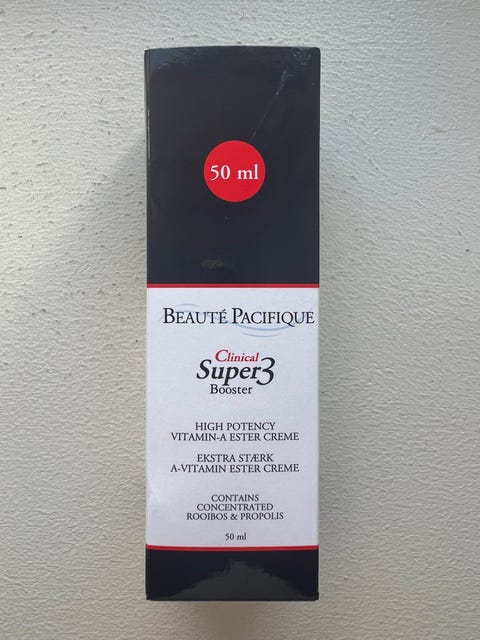 50 ml
BEAUTÉ PACIFIQUE
Clinical
Super3
Booster
HIGH POTENCY
VITAMIN-A ESTER CREME
EKSTRA STÆRK
A-VITAMIN ESTER CREME
CONTAINS
CONCENTRATED
ROOIBOS & PROPOLIS
50 ml